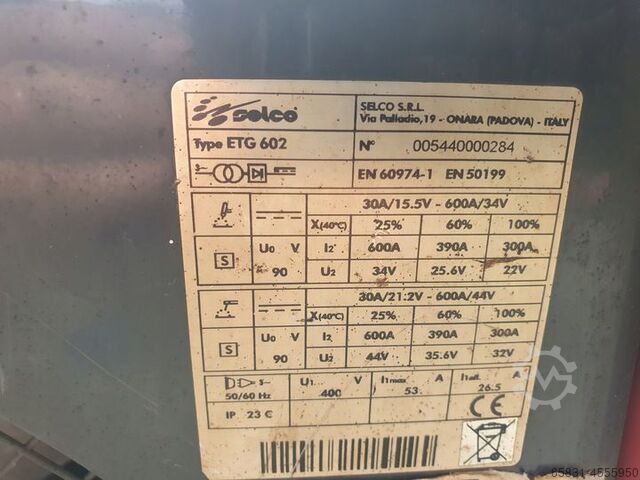 selco
SELCO S.R.L.
Via Palladio,19 - ONARA (PADOVA) - ITALY
Type ETG 602
N° 005440000284
EN 60974-1 EN 50199
30A/15.5V - 600A/34V
X(40°C) 25% 60% 100%
U0 V I2 600A 390A 300A
S 90 U2 34V 25.6V 22V
30A/21.2V - 600A/44V
X(40°C) 25% 60% 100%
U0 V I2 600A 390A 300A
S 90 U2 44V 35.6V 32V
3~ U1 V I1max A I1eff. A
50/60 Hz 400 53 26.5
IP 23 C CE
65831-4555950